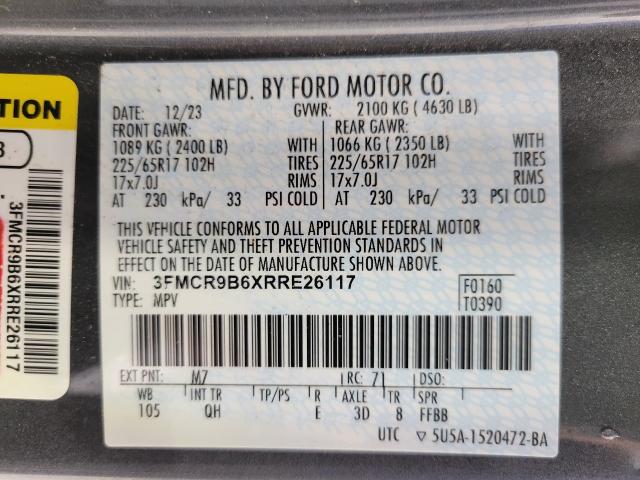 TION
3
3FMCR9B6XRRE26117
MFD. BY FORD MOTOR CO.
DATE: 12/23 GVWR: 2100 KG ( 4630 LB)
FRONT GAWR: REAR GAWR:
1089 KG ( 2400 LB) WITH 1066 KG ( 2350 LB) WITH
225/65R17 102H TIRES 225/65R17 102H TIRES
17x7.0J RIMS 17x7.0J RIMS
AT 230 kPa/ 33 PSI COLD AT 230 kPa/ 33 PSI COLD
THIS VEHICLE CONFORMS TO ALL APPLICABLE FEDERAL MOTOR
VEHICLE SAFETY AND THEFT PREVENTION STANDARDS IN
EFFECT ON THE DATE OF MANUFACTURE SHOWN ABOVE.
VIN: 3FMCR9B6XRRE26117 F0160
TYPE: MPV T0390
EXT PNT: M7 RC: 71 DSO:
WB INT TR TP/PS R AXLE TR SPR
105 QH E 3D 8 FFBB
UTC ▽ 5U5A-1520472-BA